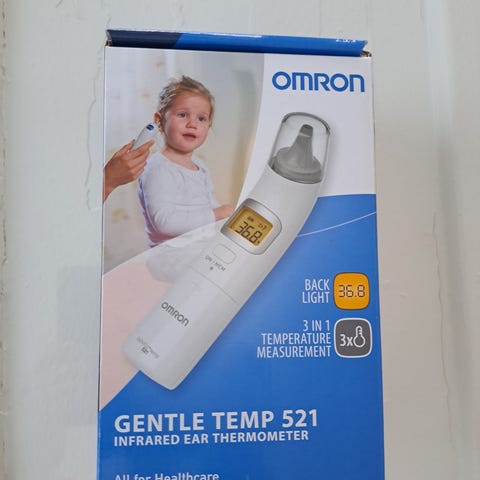 OMRON
36.8
ON / MEM
OMRON
521
BACK
LIGHT
36.8
3 IN 1
TEMPERATURE
MEASUREMENT
3x
GENTLE TEMP 521
INFRARED EAR THERMOMETER
All for Healthcare